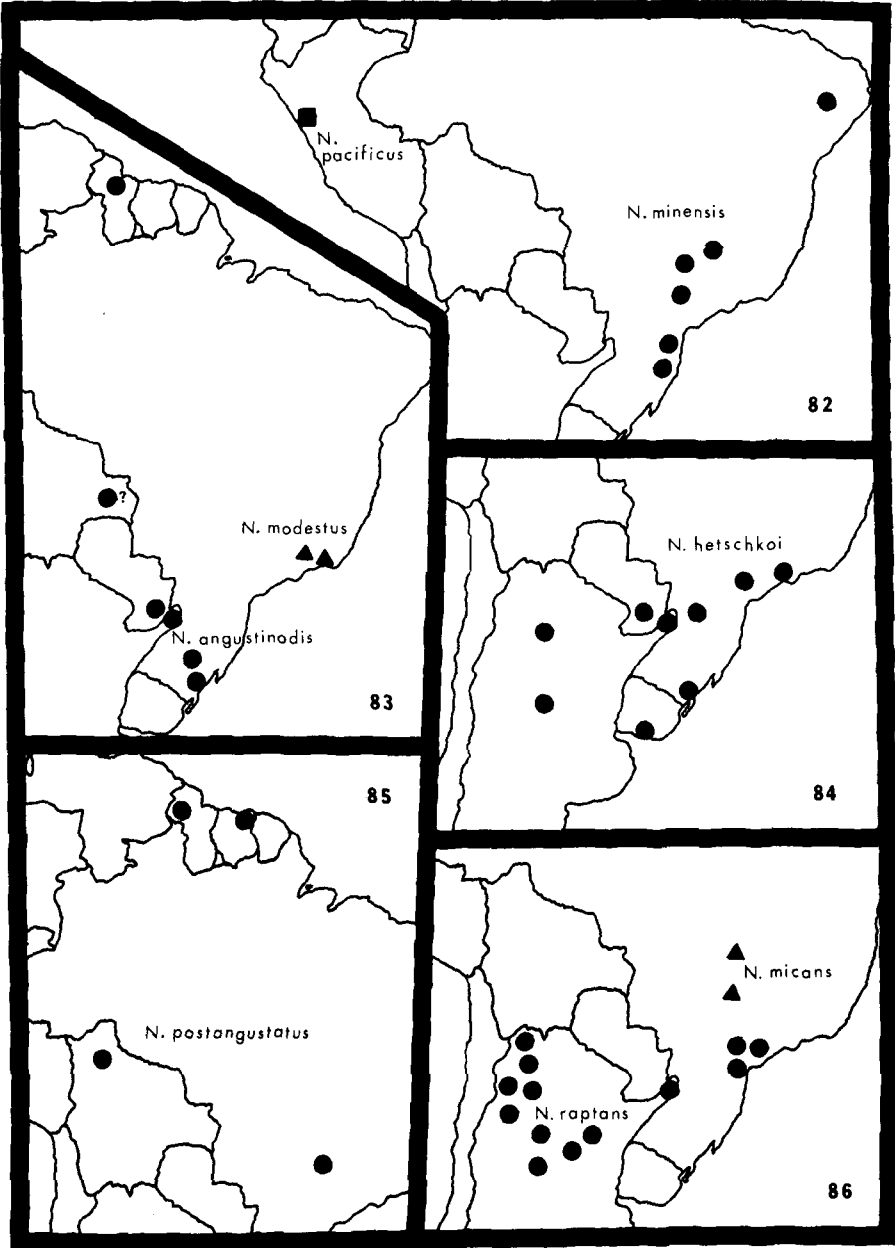 N.
pacificus
N. minensis
82
?
N. modestus
N. angustinodis
83
N. hetschkoi
84
85
N. postangustatus
N. micans
N. raptans
86